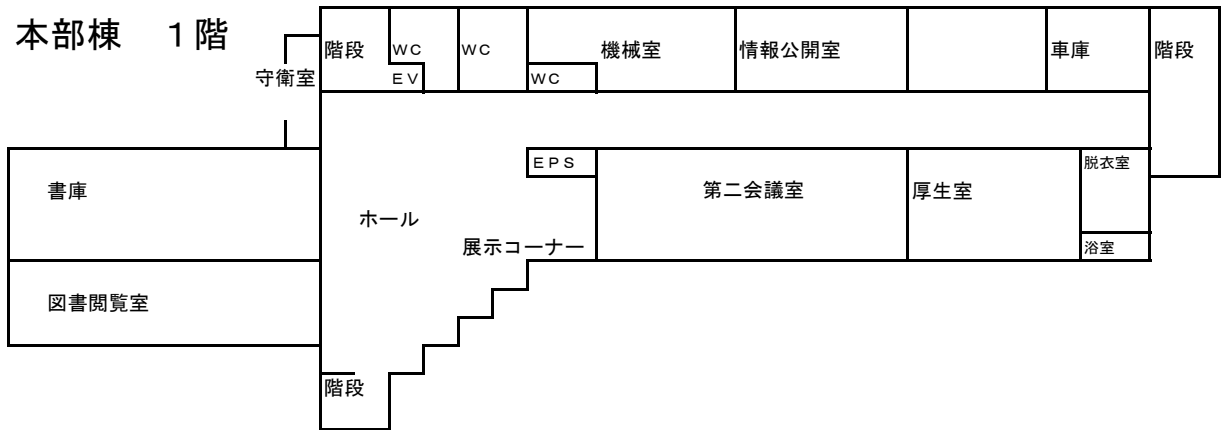 本部棟　１階
階段
ＷＣ
ＷＣ
機械室
情報公開室
車庫
階段
守衛室
ＥＶ
ＷＣ
ＥＰＳ
脱衣室
書庫
第二会議室
厚生室
ホール
展示コーナー
浴室
図書閲覧室
階段